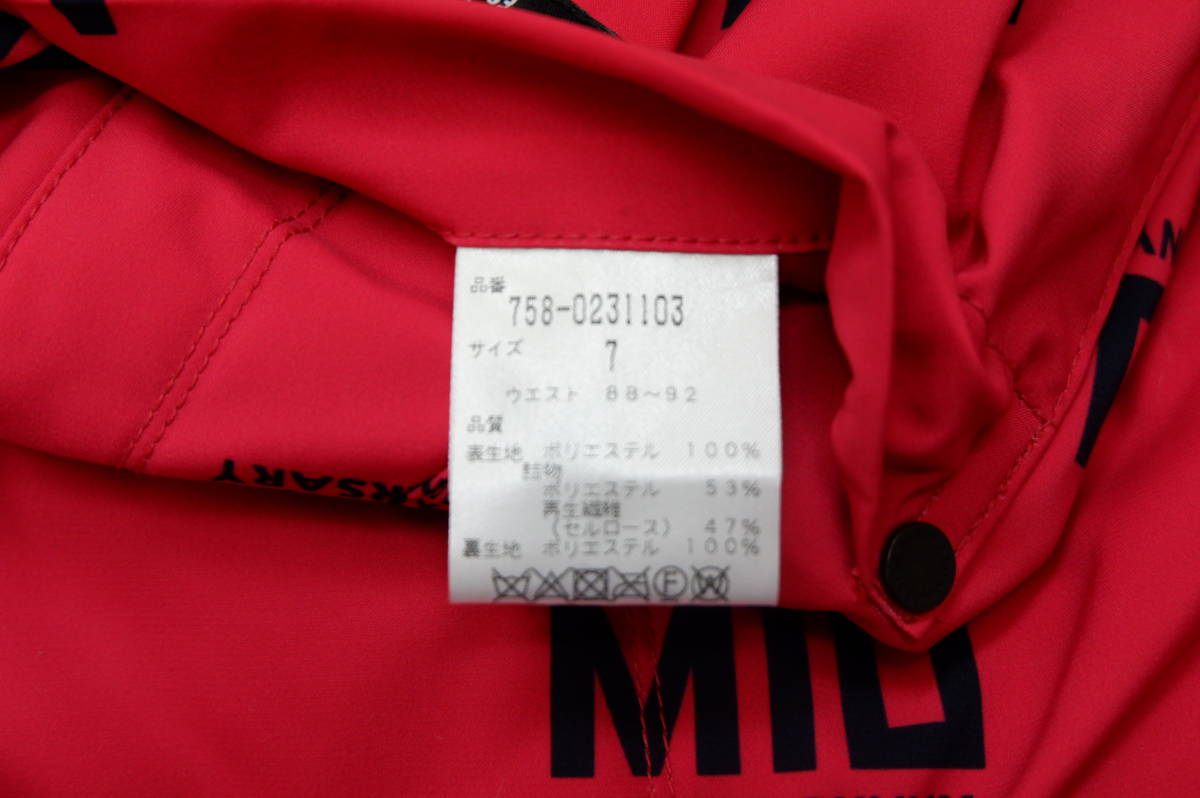 品番
758-0231103
サイズ 7
ウエスト 88～92
品質
表生地 ポリエステル 100%
詰物
ポリエステル 53%
再生繊維
(セルロース) 47%
裏生地 ポリエステル 100%
F W
ERSARY